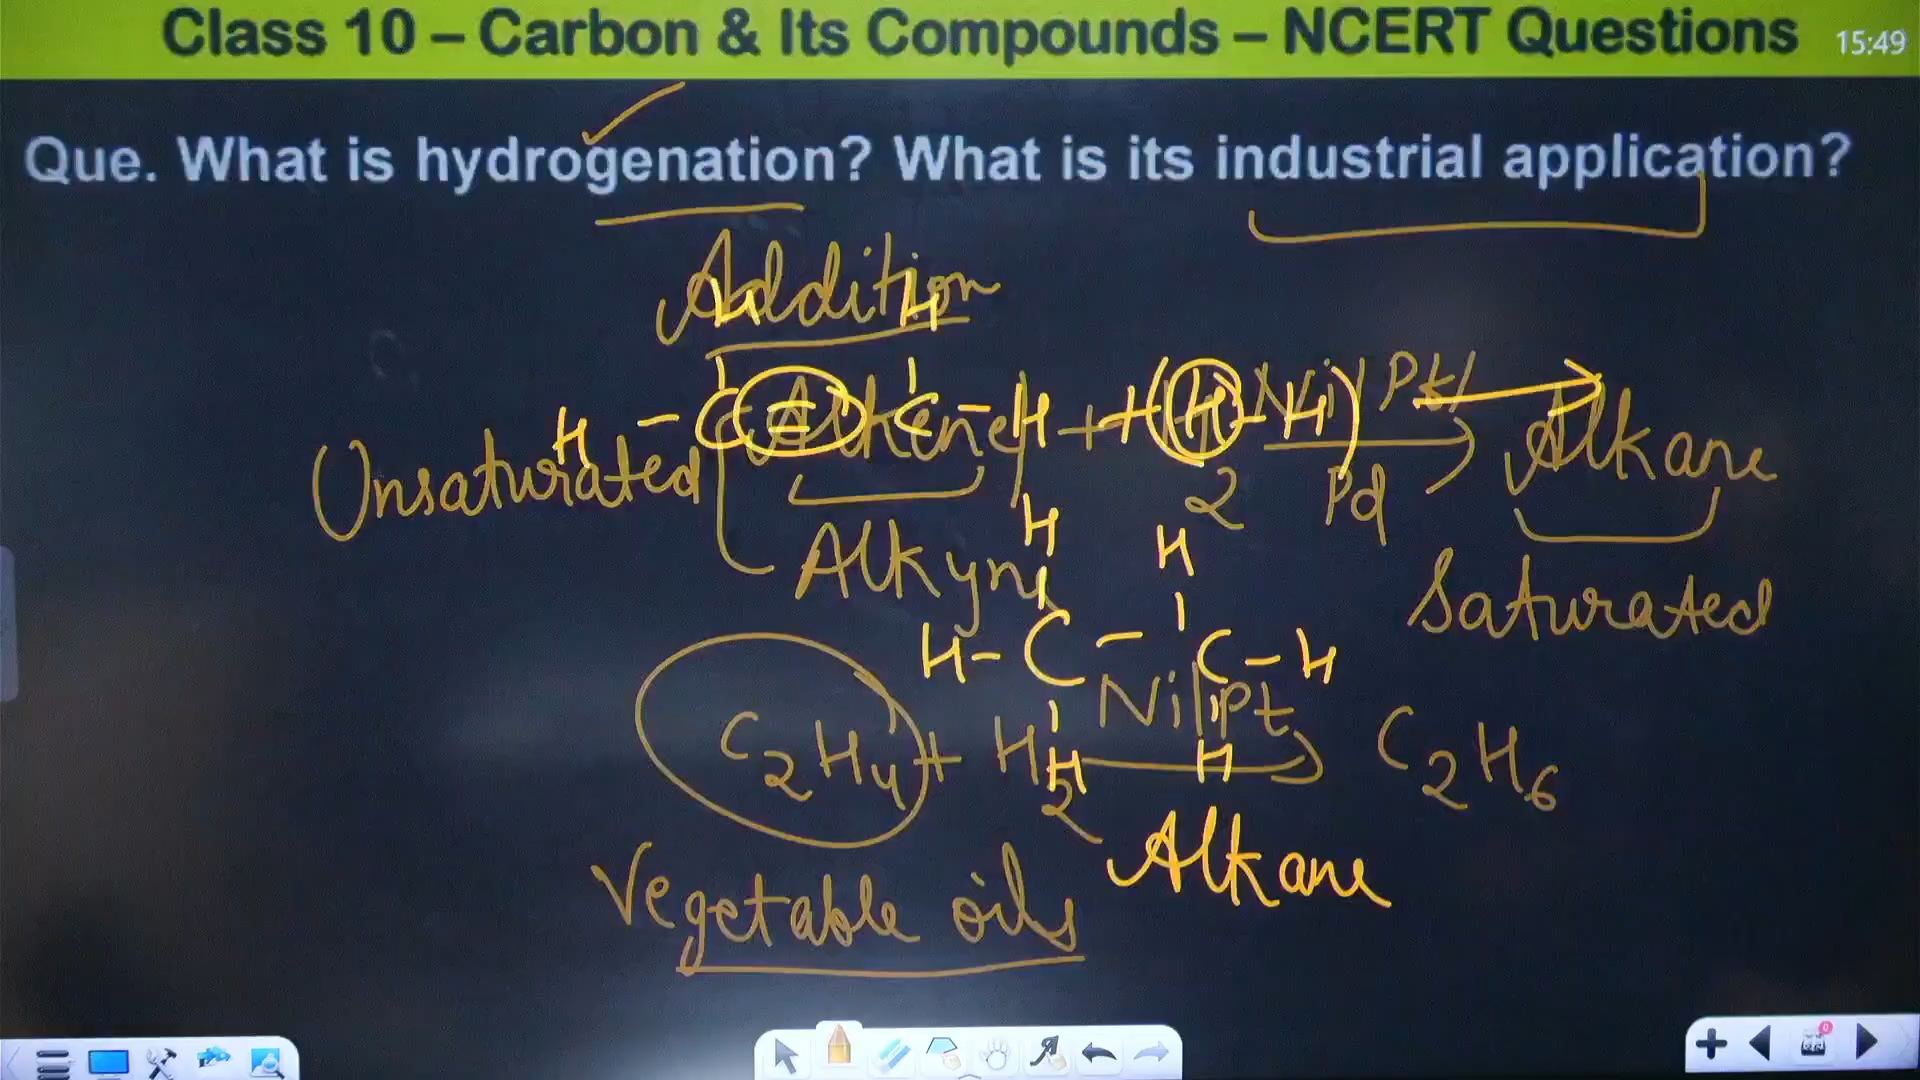 Class 10 – Carbon & Its Compounds – NCERT Questions 15:49
Que. What is hydrogenation? What is its industrial application?
Addition
H H
H - C = C - H + (H - H) →
Unsaturated Alkene + H2 Ni/Pt/Pd → Alkane
Alkyne Saturated
H H
H - C - C - H
H H
C2H4 + H2 Ni/Pt → C2H6
Alkane
Vegetable oils
0